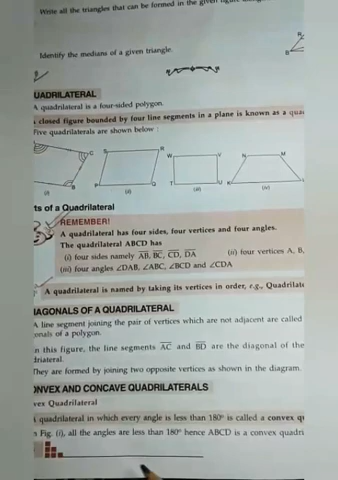 Write all the triangles that can be formed in the given figure
Identify the medians of a given triangle.
R
B
UADRILATERAL
A quadrilateral is a four-sided polygon.
closed figure bounded by four line segments in a plane is known as a
Five quadrilaterals are shown below :
C
B
(i)
S R
P Q
(ii)
W V
T U
(iii)
N M
K
(iv)
ts of a Quadrilateral
REMEMBER!
A quadrilateral has four sides, four vertices and four angles.
The quadrilateral ABCD has
(i) four sides namely AB, BC, CD, DA (ii) four vertices A, B,
(iii) four angles ∠DAB, ∠ABC, ∠BCD and ∠CDA
A quadrilateral is named by taking its vertices in order, e.g., Quadrilate
IAGONALS OF A QUADRILATERAL
A line segment joining the pair of vertices which are not adjacent are called
onals of a polygon.
n this figure, the line segments AC and BD are the diagonal of the
drilateral.
They are formed by joining two opposite vertices as shown in the diagram.
ONVEX AND CONCAVE QUADRILATERALS
vex Quadrilateral
quadrilateral in which every angle is less than 180° is called a convex
Fig. (i), all the angles are less than 180° hence ABCD is a convex quadri